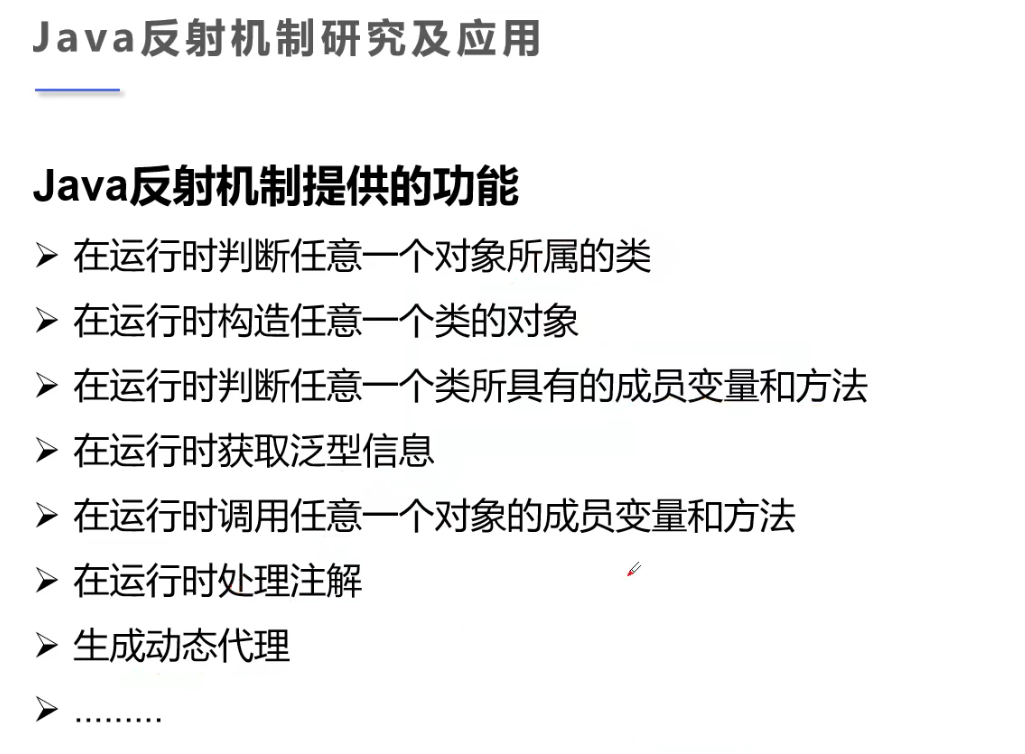 Java反射机制研究及应用
Java反射机制提供的功能
➢ 在运行时判断任意一个对象所属的类
➢ 在运行时构造任意一个类的对象
➢ 在运行时判断任意一个类所具有的成员变量和方法
➢ 在运行时获取泛型信息
➢ 在运行时调用任意一个对象的成员变量和方法
➢ 在运行时处理注解
➢ 生成动态代理
➢ .........